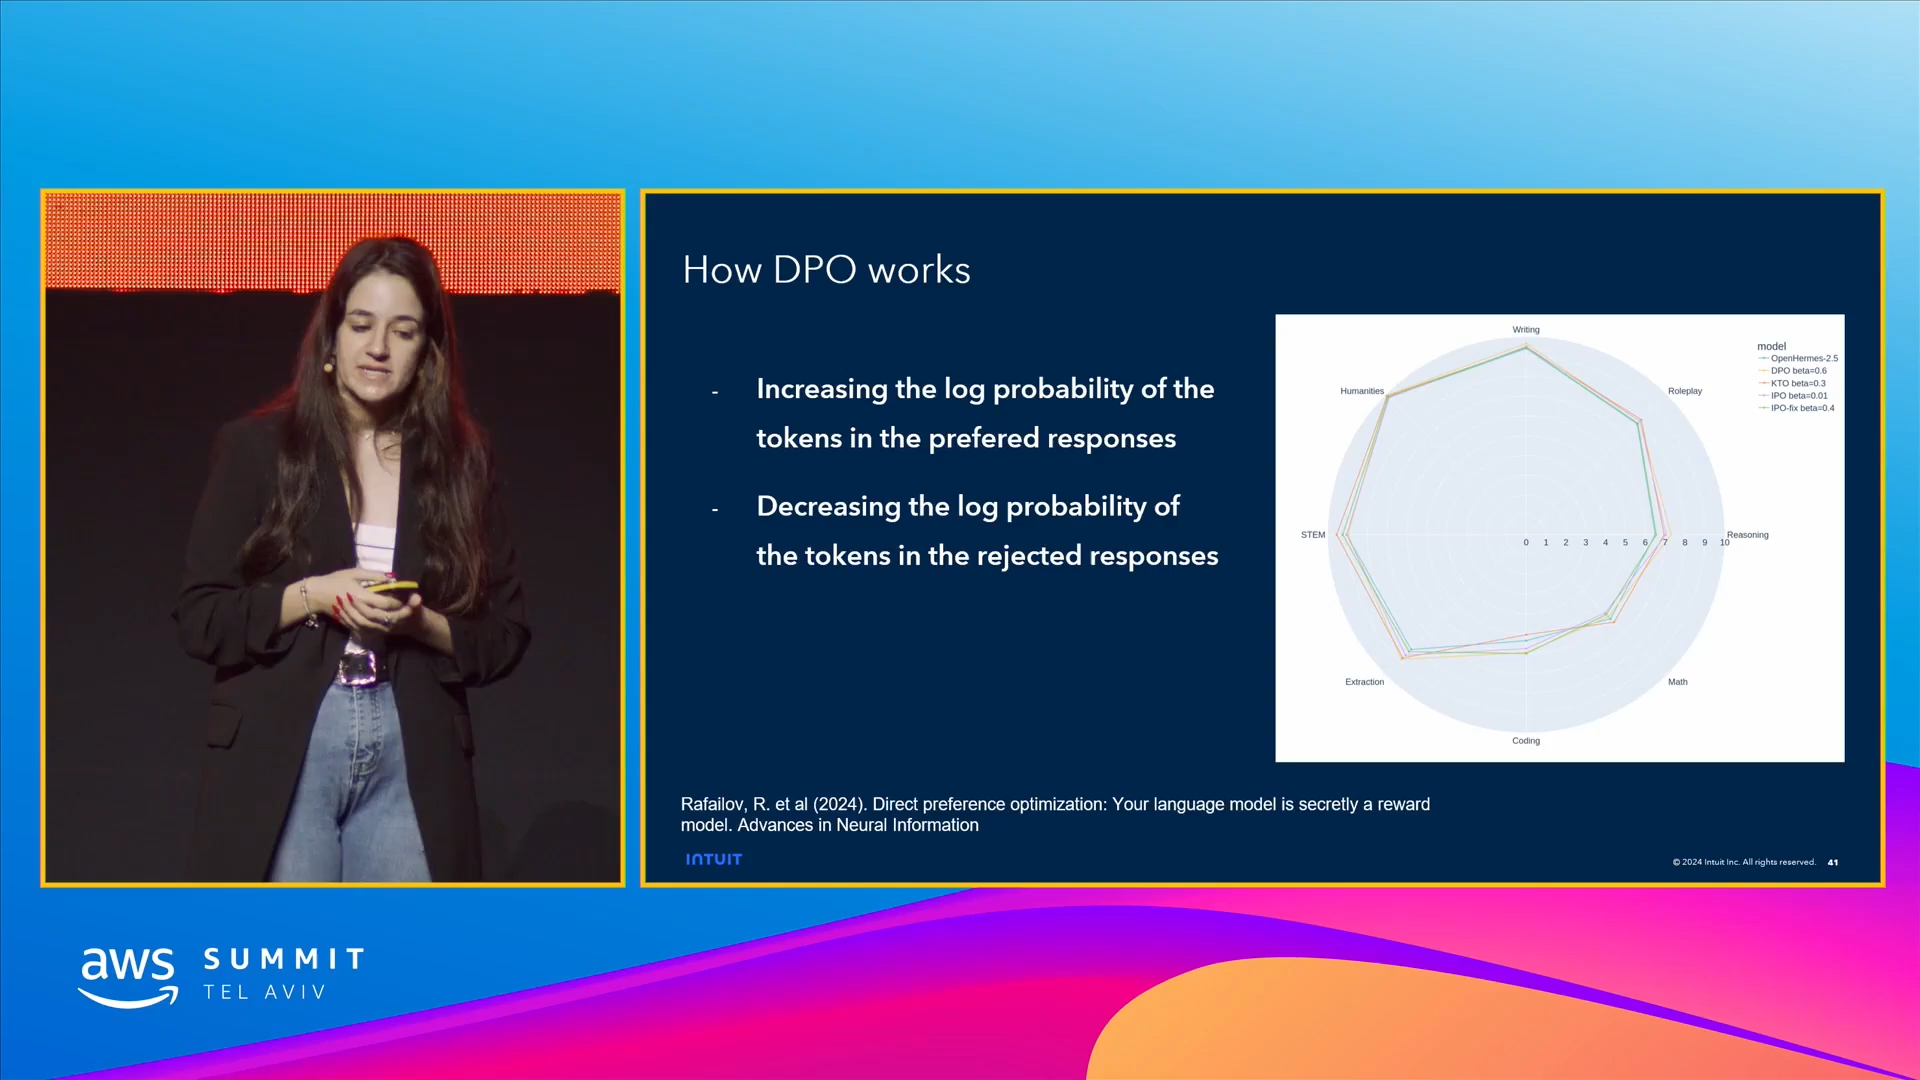 How DPO works
- Increasing the log probability of the
tokens in the prefered responses
- Decreasing the log probability of
the tokens in the rejected responses
Writing
Humanities
Roleplay
STEM
Reasoning
0 1 2 3 4 5 6 7 8 9 10
Extraction
Math
Coding
model
OpenHermes-2.5
DPO beta=0.6
KTO beta=0.3
IPO beta=0.01
IPO-fix beta=0.4
Rafailov, R. et al (2024). Direct preference optimization: Your language model is secretly a reward
model. Advances in Neural Information
INTUIT
© 2024 Intuit Inc. All rights reserved. 41
aws SUMMIT
TEL AVIV